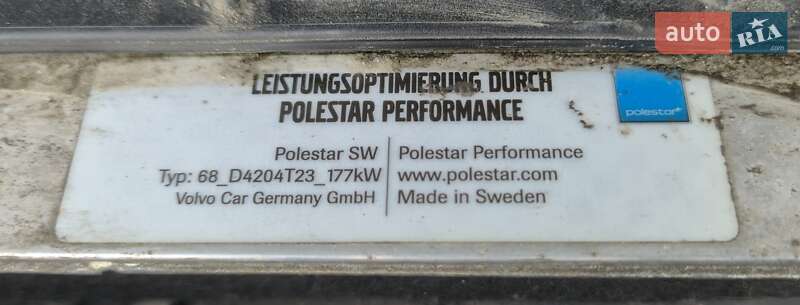 auto RIA
.com
LEISTUNGSOPTIMIERUNG DURCH
POLESTAR PERFORMANCE
polestar
Polestar SW | Polestar Performance
Typ: 68_D4204T23_177kW | www.polestar.com
Volvo Car Germany GmbH | Made in Sweden